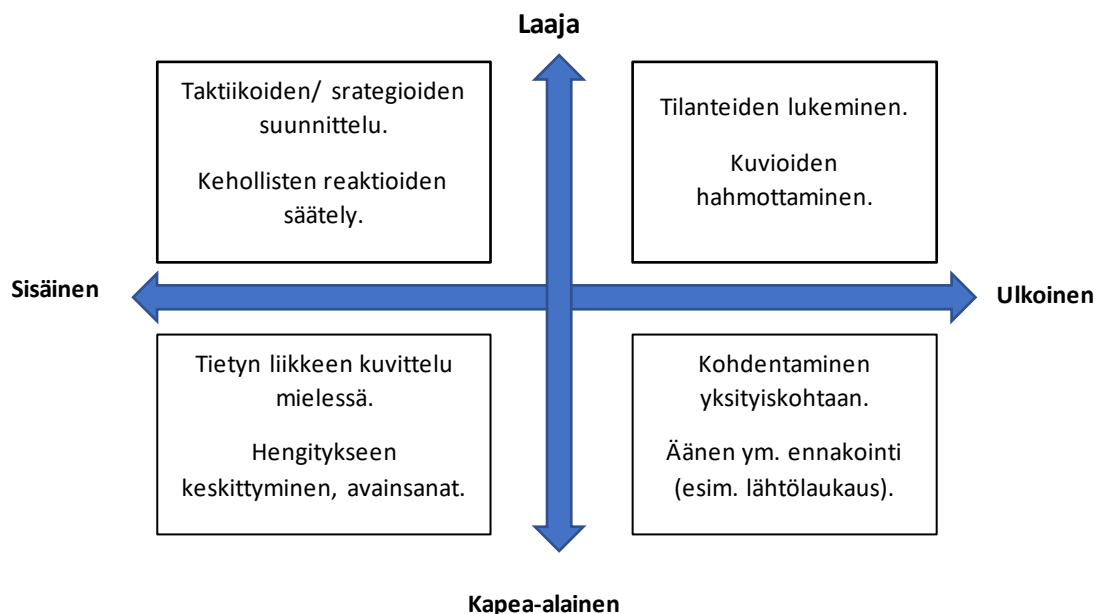 Laaja
Taktiikoiden/ srategioiden
suunnittelu.
Kehollisten reaktioiden
säätely.
Tilanteiden lukeminen.
Kuvioiden
hahmottaminen.
Sisäinen
Ulkoinen
Tietyn liikkeen kuvittelu
mielessä.
Hengitykseen
keskittyminen, avainsanat.
Kohdentaminen
yksityiskohtaan.
Äänen ym. ennakointi
(esim. lähtölaukaus).
Kapea-alainen